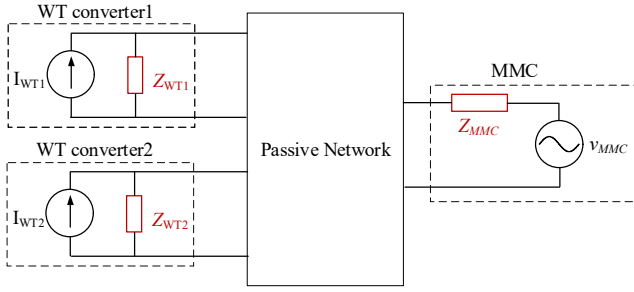 WT converter1
I_WT1
Z_WT1
WT converter2
I_WT2
Z_WT2
Passive Network
MMC
Z_MMC
v_MMC